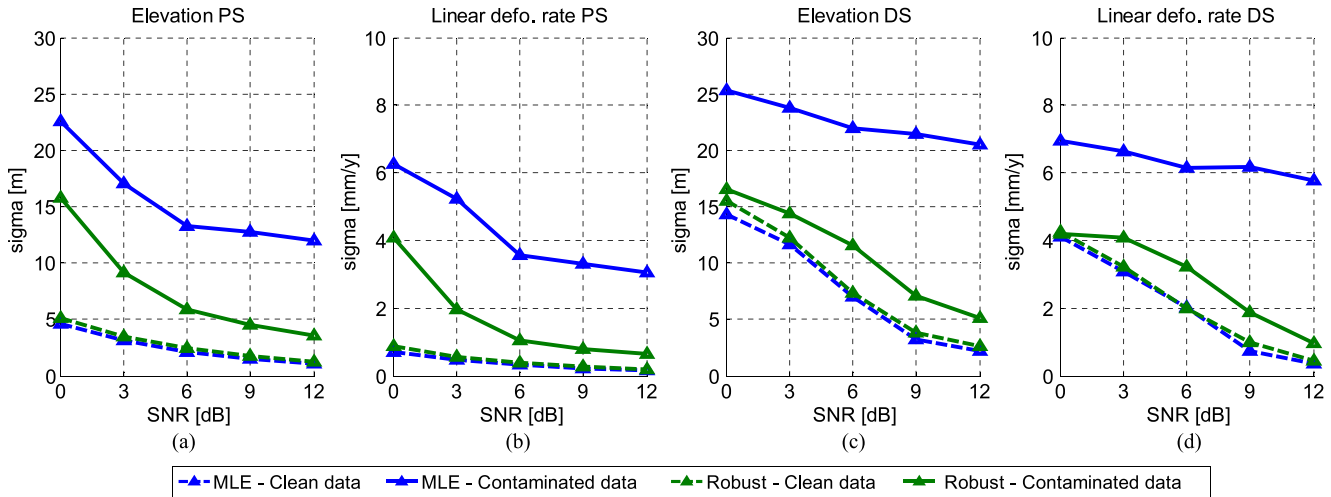 Elevation PS
30
25
20
15
10
5
0
sigma [m]
0 3 6 9 12
SNR [dB]
(a)
Linear defo. rate PS
10
8
6
4
2
0
sigma [mm/y]
0 3 6 9 12
SNR [dB]
(b)
Elevation DS
30
25
20
15
10
5
0
sigma [m]
0 3 6 9 12
SNR [dB]
(c)
Linear defo. rate DS
10
8
6
4
2
0
sigma [mm/y]
0 3 6 9 12
SNR [dB]
(d)
MLE - Clean data MLE - Contaminated data Robust - Clean data Robust - Contaminated data